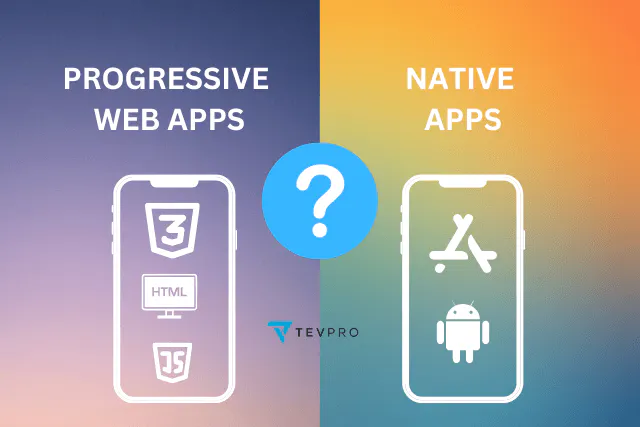 PROGRESSIVE
WEB APPS
NATIVE
APPS
?
3
HTML
JS
TEVPRO